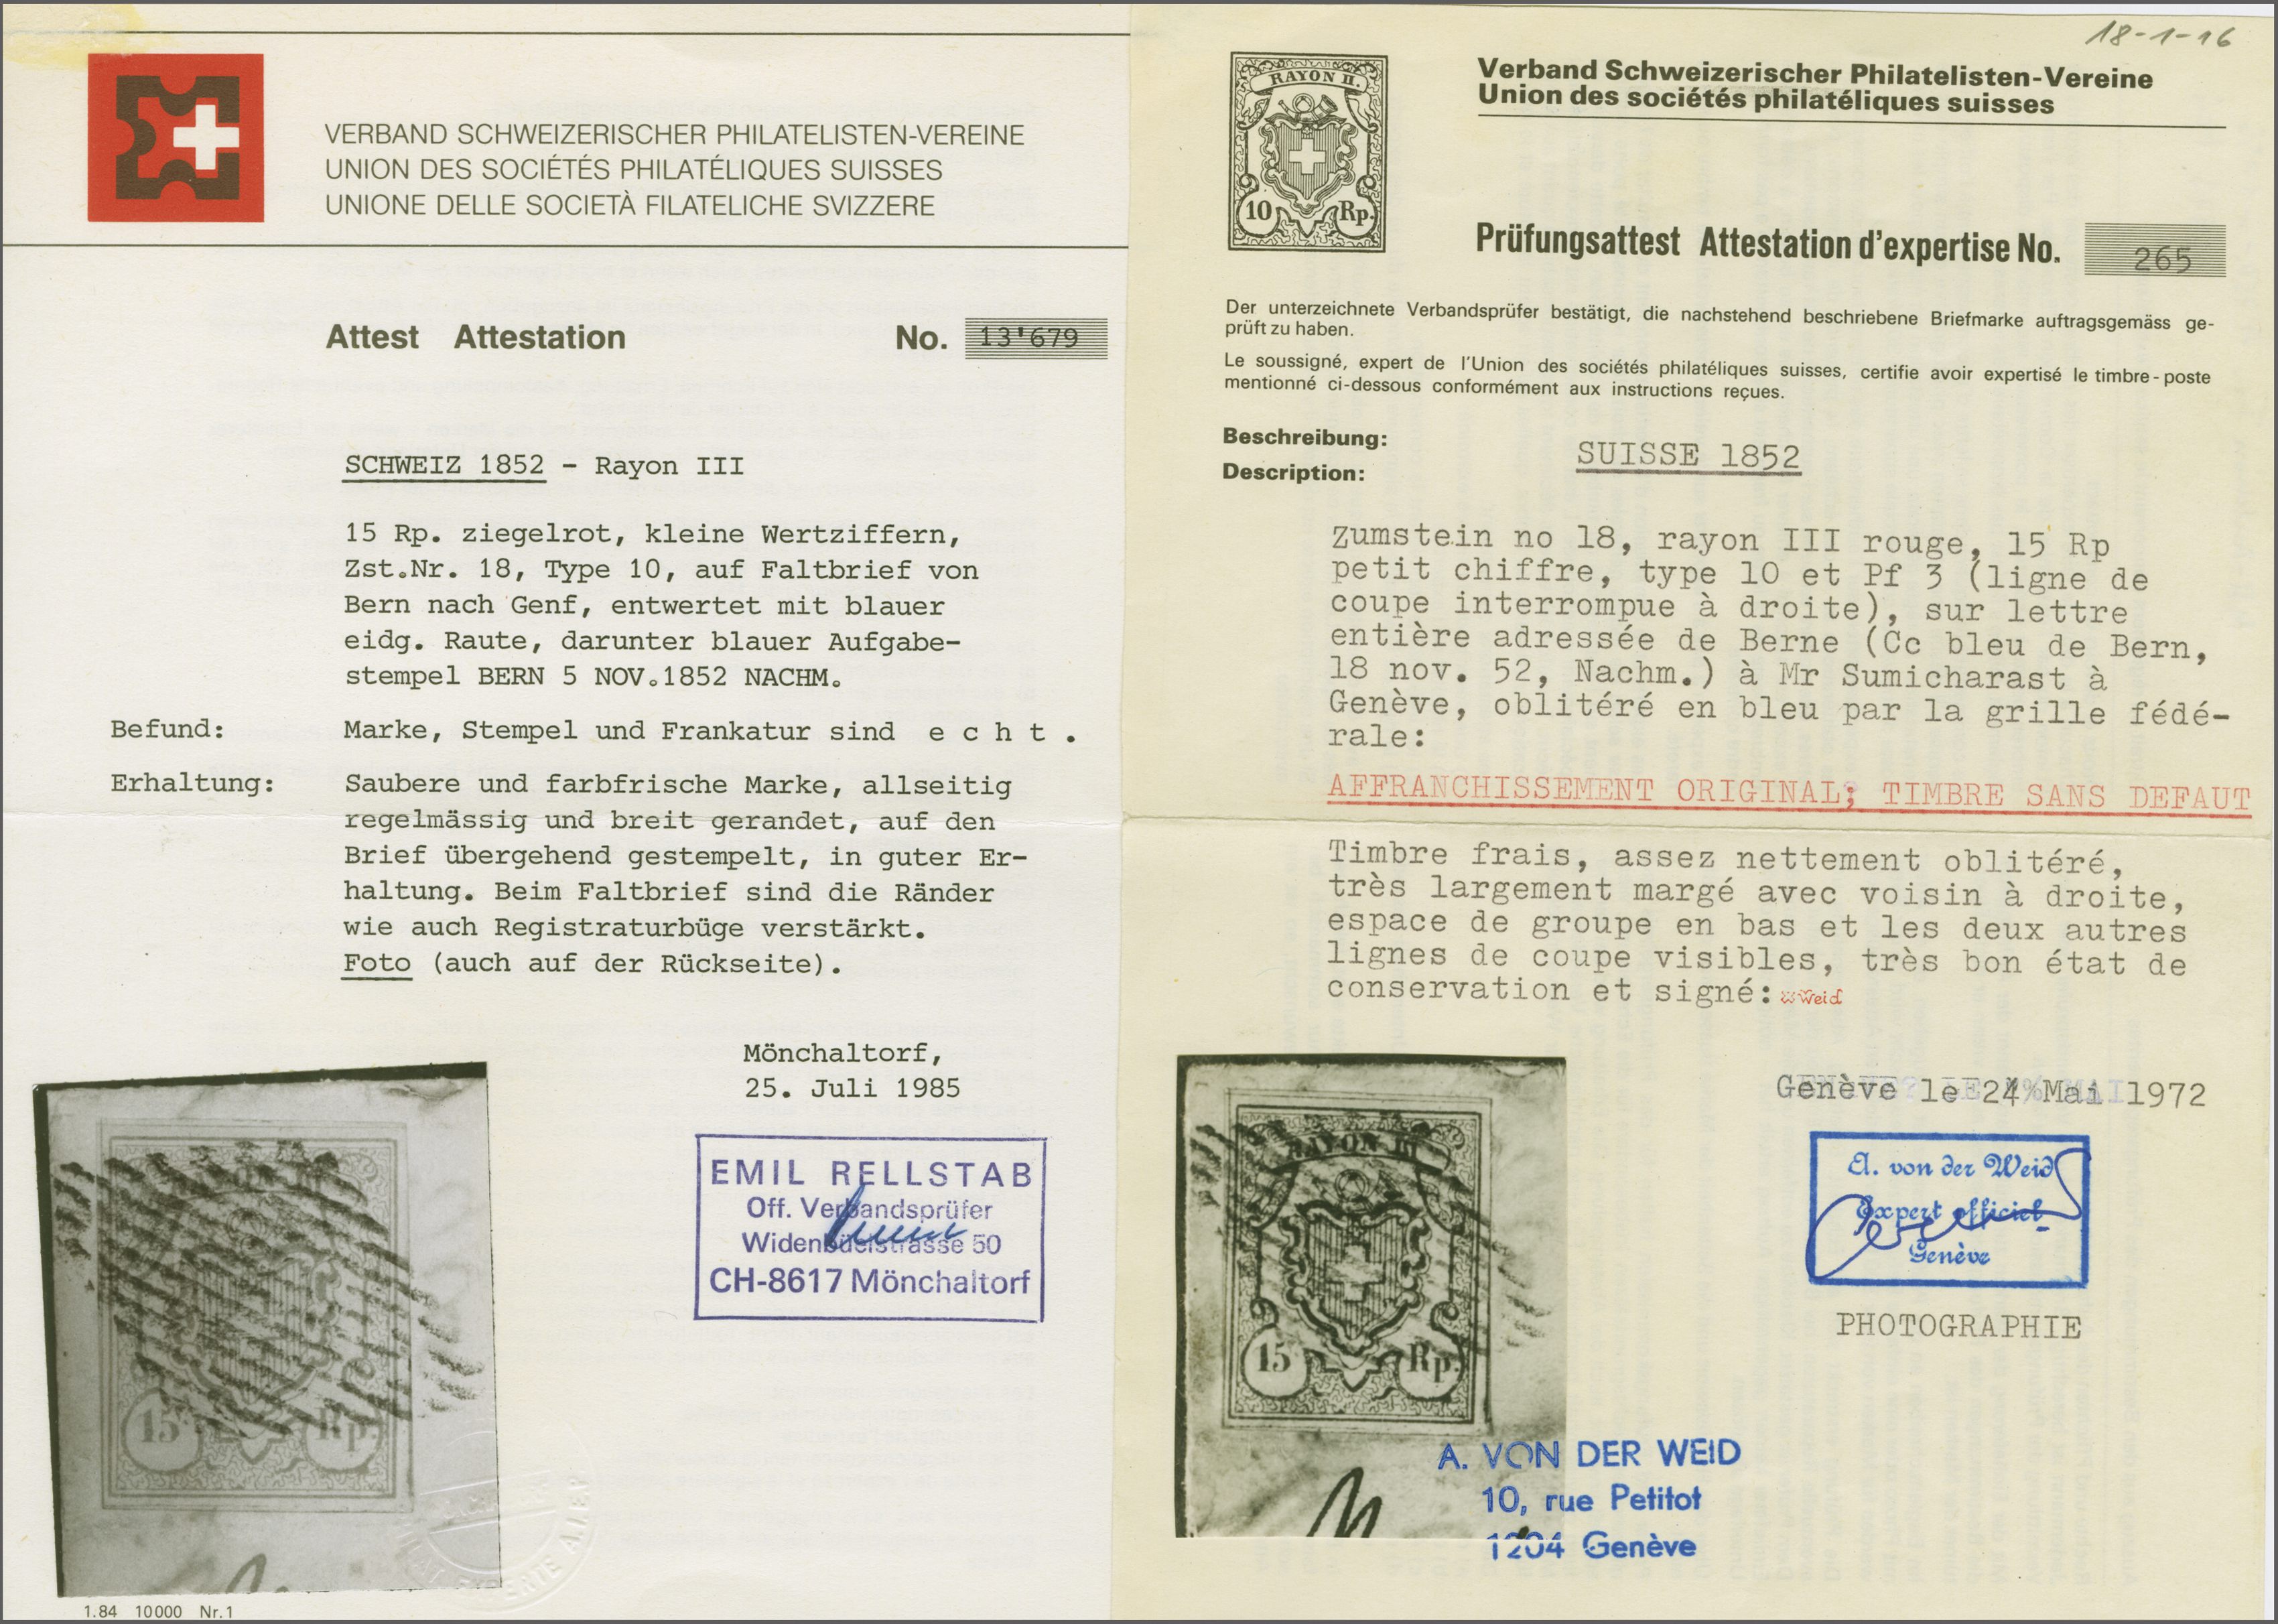 VERBAND SCHWEIZERISCHER PHILATELISTEN-VEREINE
UNION DES SOCIÉTÉS PHILATÉLIQUES SUISSES
UNIONE DELLE SOCIETÀ FILATELICHE SVIZZERE
Attest Attestation No. 13'679
SCHWEIZ 1852 - Rayon III
15 Rp. ziegelrot, kleine Wertziffern,
Zst.Nr. 18, Type 10, auf Faltbrief von
Bern nach Genf, entwertet mit blauer
eidg. Raute, darunter blauer Aufgabe-
stempel BERN 5 NOV.1852 NACHM.
Befund: Marke, Stempel und Frankatur sind e c h t .
Erhaltung: Saubere und farbfrische Marke, allseitig
regelmässig und breit gerandet, auf den
Brief übergehend gestempelt, in guter Er-
haltung. Beim Faltbrief sind die Ränder
wie auch Registraturbüge verstärkt.
Foto (auch auf der Rückseite).
Mönchaltorf,
25. Juli 1985
EMIL RELLSTAB
Off. Verbandsprüfer
Widenbüelstrasse 50
CH-8617 Mönchaltorf
15 Rp.
1.84 10000 Nr.1
18-1-16
RAYON II.
10 Rp.
Verband Schweizerischer Philatelisten-Vereine
Union des sociétés philatéliques suisses
Prüfungsattest Attestation d'expertise No. 265
Der unterzeichnete Verbandsprüfer bestätigt, die nachstehend beschriebene Briefmarke auftragsgemäss ge-
prüft zu haben.
Le soussigné, expert de l'Union des sociétés philatéliques suisses, certifie avoir expertisé le timbre-poste
mentionné ci-dessous conformément aux instructions reçues.
Beschreibung:
Description:
SUISSE 1852
Zumstein no 18, rayon III rouge, 15 Rp
petit chiffre, type 10 et Pf 3 (ligne de
coupe interrompue à droite), sur lettre
entière adressée de Berne (Cc bleu de Bern,
18 nov. 52, Nachm.) à Mr Sumicharast à
Genève, oblitéré en bleu par la grille fédé-
rale:
AFFRANCHISSEMENT ORIGINAL; TIMBRE SANS DEFAUT
Timbre frais, assez nettement oblitéré,
très largement margé avec voisin à droite,
espace de groupe en bas et les deux autres
lignes de coupe visibles, très bon état de
conservation et signé: vWeid
Genève le 24 Mai 1972
A. von der Weid
Expert officiel
Genève
PHOTOGRAPHIE
RAYON III
15 Rp.
A. VON DER WEID
10, rue Petitot
1204 Genève